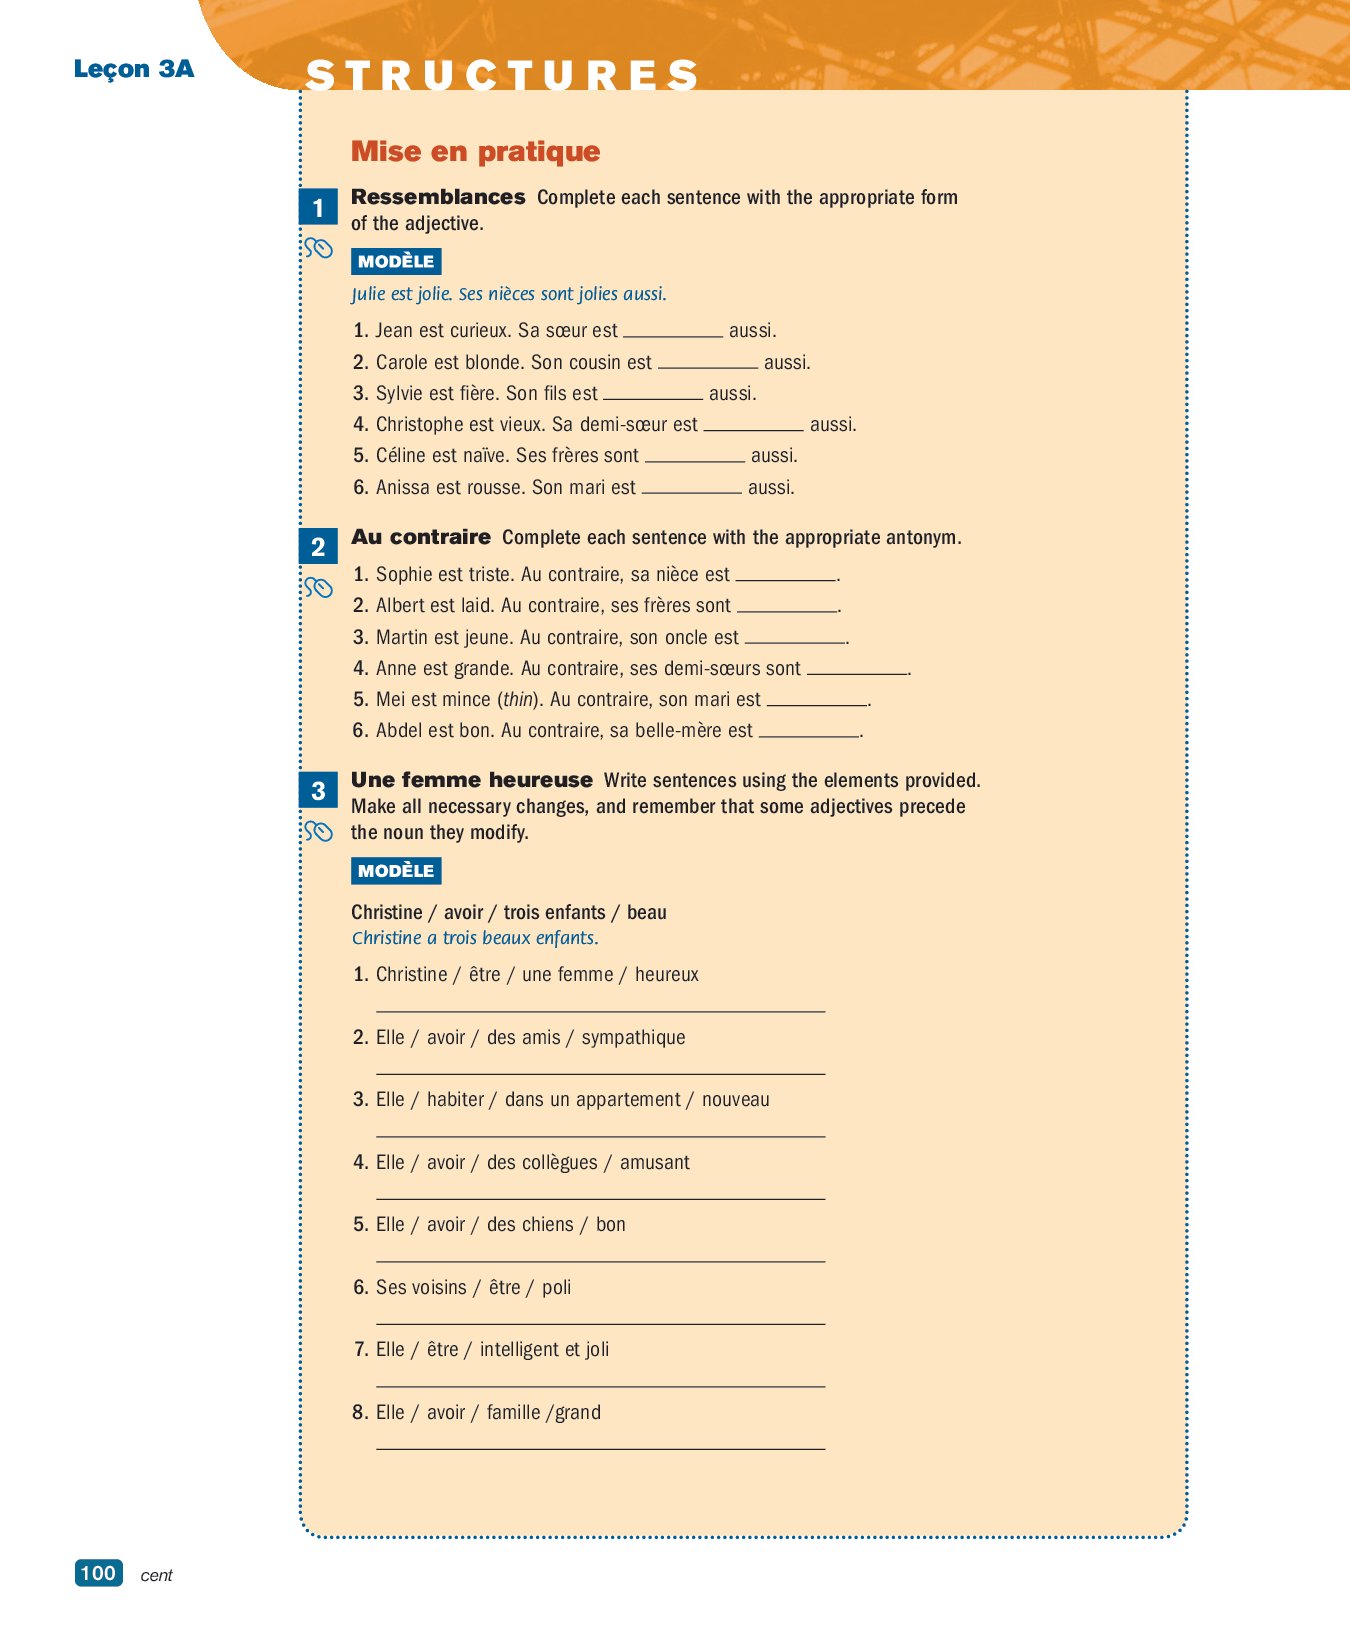 Leçon 3A
STRUCTURES
Mise en pratique
1 Ressemblances Complete each sentence with the appropriate form
of the adjective.
MODÈLE
Julie est jolie. Ses nièces sont jolies aussi.
1. Jean est curieux. Sa sœur est __________ aussi.
2. Carole est blonde. Son cousin est __________ aussi.
3. Sylvie est fière. Son fils est __________ aussi.
4. Christophe est vieux. Sa demi-sœur est __________ aussi.
5. Céline est naïve. Ses frères sont __________ aussi.
6. Anissa est rousse. Son mari est __________ aussi.
2 Au contraire Complete each sentence with the appropriate antonym.
1. Sophie est triste. Au contraire, sa nièce est __________.
2. Albert est laid. Au contraire, ses frères sont __________.
3. Martin est jeune. Au contraire, son oncle est __________.
4. Anne est grande. Au contraire, ses demi-sœurs sont __________.
5. Mei est mince (thin). Au contraire, son mari est __________.
6. Abdel est bon. Au contraire, sa belle-mère est __________.
3 Une femme heureuse Write sentences using the elements provided.
Make all necessary changes, and remember that some adjectives precede
the noun they modify.
MODÈLE
Christine / avoir / trois enfants / beau
Christine a trois beaux enfants.
1. Christine / être / une femme / heureux
2. Elle / avoir / des amis / sympathique
3. Elle / habiter / dans un appartement / nouveau
4. Elle / avoir / des collègues / amusant
5. Elle / avoir / des chiens / bon
6. Ses voisins / être / poli
7. Elle / être / intelligent et joli
8. Elle / avoir / famille /grand
100 cent